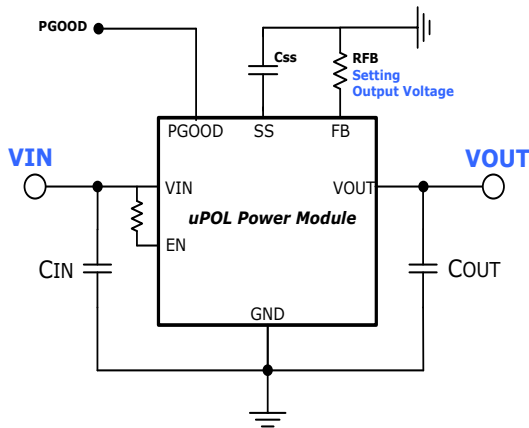 PGOOD
Css
RFB
Setting
Output Voltage
PGOOD SS FB
VIN
VOUT
VIN
VOUT
uPOL Power Module
EN
CIN
COUT
GND